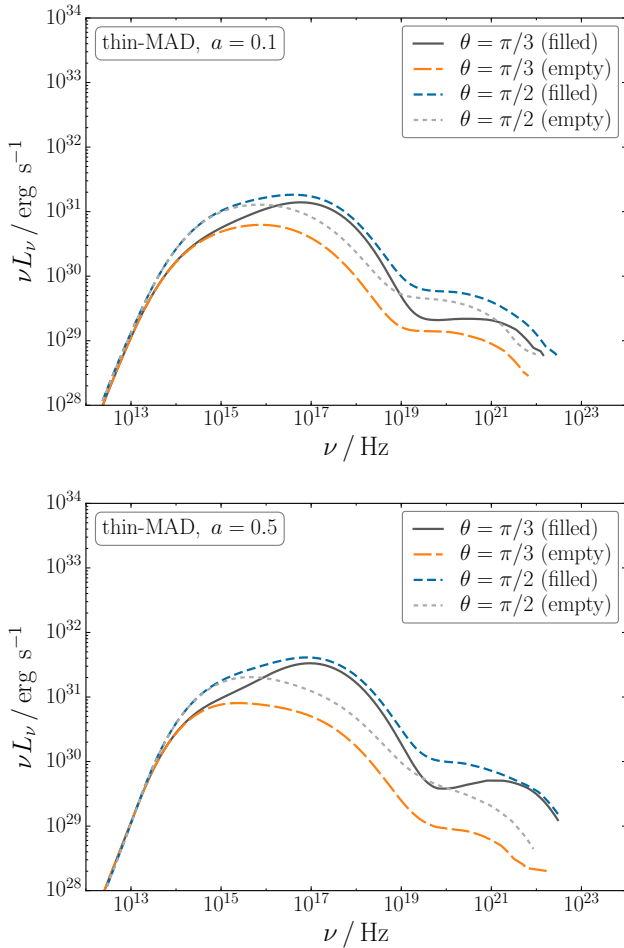 10^34
10^33
10^32
10^31
10^30
10^29
10^28
νL_ν / erg s^−1
thin-MAD, a = 0.1
θ = π/3 (filled)
θ = π/3 (empty)
θ = π/2 (filled)
θ = π/2 (empty)
10^13 10^15 10^17 10^19 10^21 10^23
ν / Hz
10^34
10^33
10^32
10^31
10^30
10^29
10^28
νL_ν / erg s^−1
thin-MAD, a = 0.5
θ = π/3 (filled)
θ = π/3 (empty)
θ = π/2 (filled)
θ = π/2 (empty)
10^13 10^15 10^17 10^19 10^21 10^23
ν / Hz